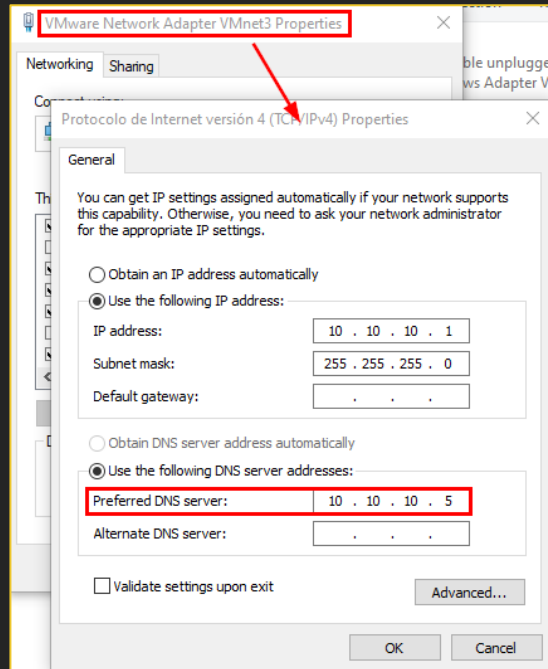 VMware Network Adapter VMnet3 Properties
Networking
Sharing
ble unplugge
ws Adapter V
Protocolo de Internet versión 4 (TCP/IPv4) Properties
General
Th
You can get IP settings assigned automatically if your network supports
this capability. Otherwise, you need to ask your network administrator
for the appropriate IP settings.
Obtain an IP address automatically
Use the following IP address:
IP address: 10 . 10 . 10 . 1
Subnet mask: 255 . 255 . 255 . 0
Default gateway: . . .
Obtain DNS server address automatically
Use the following DNS server addresses:
Preferred DNS server: 10 . 10 . 10 . 5
Alternate DNS server: . . .
Validate settings upon exit
Advanced...
OK
Cancel